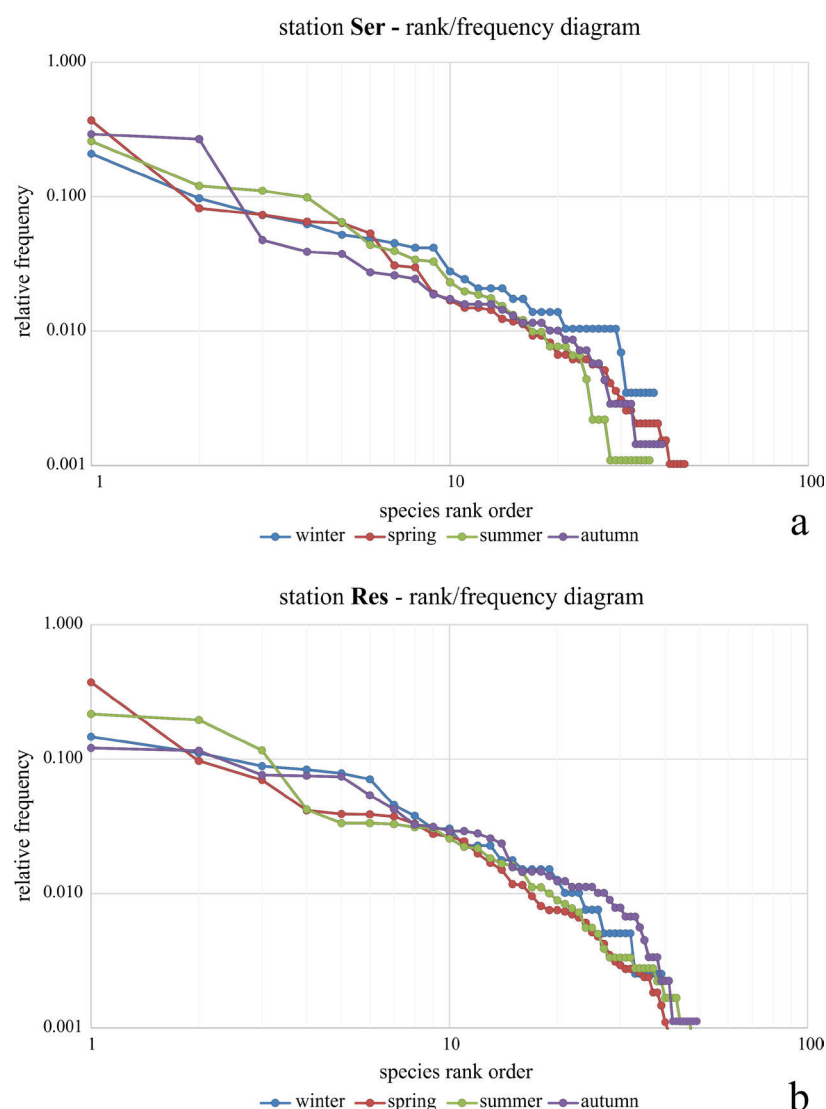 station Ser - rank/frequency diagram
1.000
0.100
0.010
0.001
relative frequency
1 10 100
species rank order
winter spring summer autumn
a
station Res - rank/frequency diagram
1.000
0.100
0.010
0.001
relative frequency
1 10 100
species rank order
winter spring summer autumn
b